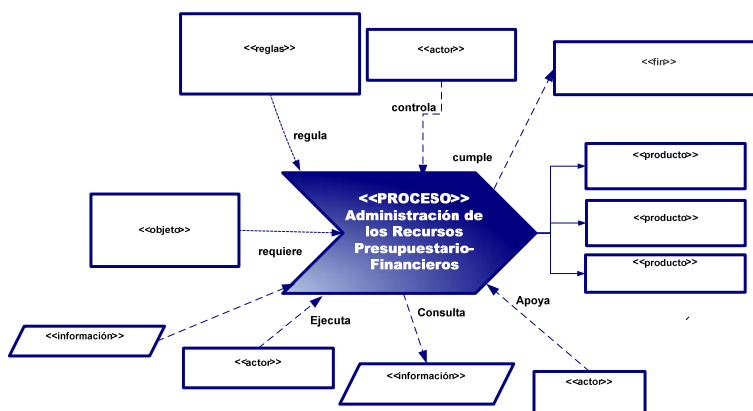 <<reglas>>
<<actor>>
<<fin>>
controla
regula
cumple
<<producto>>
<<PROCESO>>
Administración de
los Recursos
Presupuestario-
Financieros
<<producto>>
<<objeto>>
requiere
<<producto>>
Apoya
Consulta
Ejecuta
<<información>>
<<actor>>
<<información>>
<<actor>>